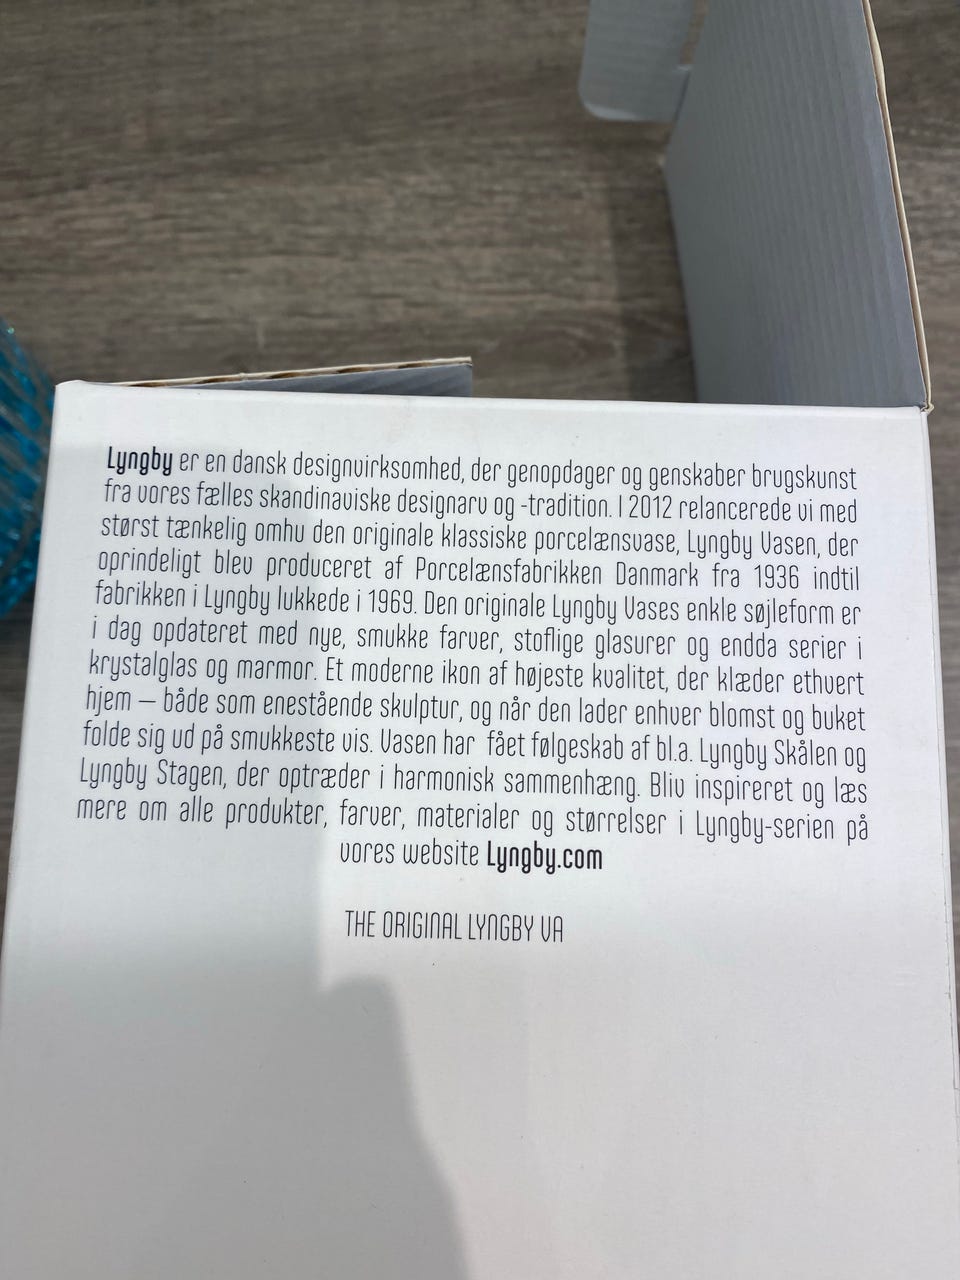 Lyngby er en dansk designvirksomhed, der genopdager og genskaber brugskunst
fra vores fælles skandinaviske designarv og -tradition. I 2012 relancerede vi med
størst tænkelig omhu den originale klassiske porcelænsvase, Lyngby Vasen, der
oprindeligt blev produceret af Porcelænsfabrikken Danmark fra 1936 indtil
fabrikken i Lyngby lukkede i 1969. Den originale Lyngby Vases enkle søjleform er
i dag opdateret med nye, smukke farver, stoflige glasurer og endda serier i
krystalglas og marmor. Et moderne ikon af højeste kvalitet, der klæder ethvert
hjem – både som enestående skulptur, og når den lader enhver blomst og buket
folde sig ud på smukkeste vis. Vasen har fået følgeskab af bl.a. Lyngby Skålen og
Lyngby Stagen, der optræder i harmonisk sammenhæng. Bliv inspireret og læs
mere om alle produkter, farver, materialer og størrelser i Lyngby-serien på
vores website Lyngby.com
THE ORIGINAL LYNGBY VA